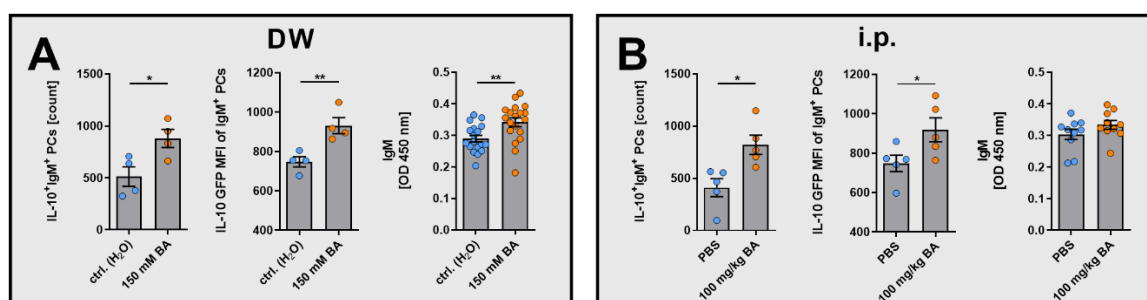 A
DW
IL-10⁺IgM⁺ PCs [count]
1500
1000
500
0
*
ctrl. (H₂O)
150 mM BA
IL-10 GFP MFI of IgM⁺ PCs
1200
1000
800
600
400
**
ctrl. (H₂O)
150 mM BA
IgM
[OD 450 nm]
0.5
0.4
0.3
0.2
0.1
0.0
**
ctrl. (H₂O)
150 mM BA
B
i.p.
IL-10⁺IgM⁺ PCs [count]
1500
1000
500
0
*
PBS
100 mg/kg BA
IL-10 GFP MFI of IgM⁺ PCs
1200
1000
800
600
400
*
PBS
100 mg/kg BA
IgM
[OD 450 nm]
0.5
0.4
0.3
0.2
0.1
0.0
PBS
100 mg/kg BA